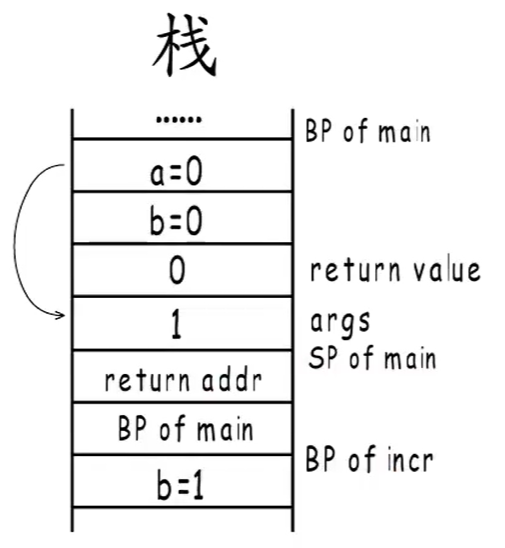 栈
......
BP of main
a=0
b=0
0 return value
1 args
SP of main
return addr
BP of main
BP of incr
b=1